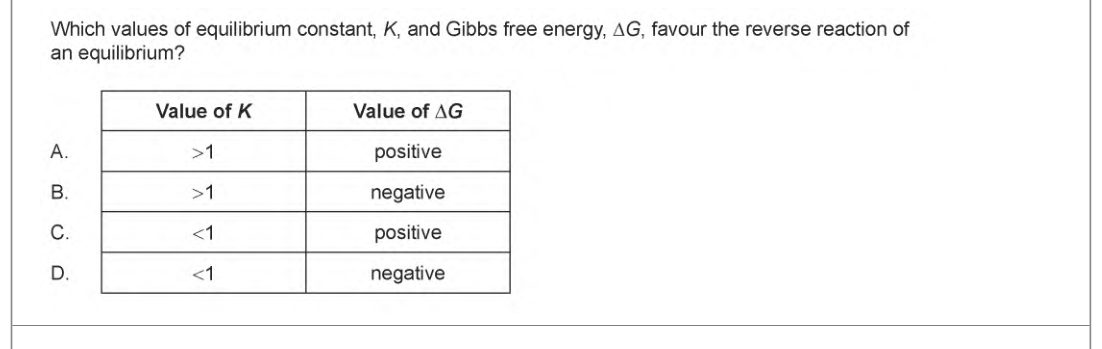 Which values of equilibrium constant, K, and Gibbs free energy, ΔG, favour the reverse reaction of
an equilibrium?
Value of K Value of ΔG
A. >1 positive
B. >1 negative
C. <1 positive
D. <1 negative